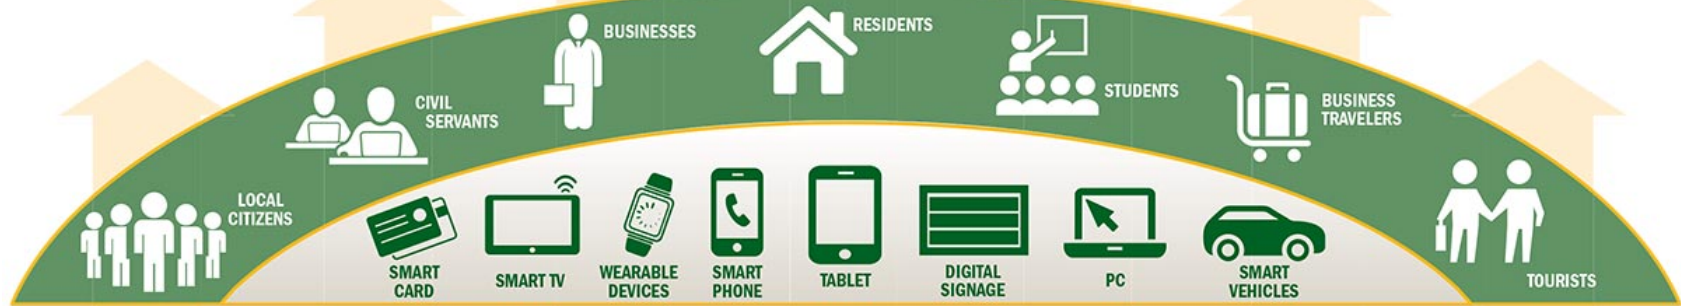 BUSINESSES
RESIDENTS
CIVIL
SERVANTS
STUDENTS
BUSINESS
TRAVELERS
LOCAL
CITIZENS
TOURISTS
SMART
CARD
SMART TV
WEARABLE
DEVICES
SMART
PHONE
TABLET
DIGITAL
SIGNAGE
PC
SMART
VEHICLES